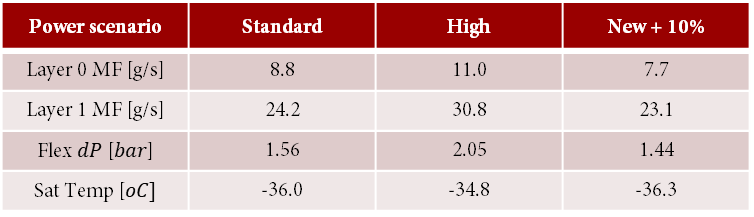 Power scenario Standard High New + 10%
Layer 0 MF [g/s] 8.8 11.0 7.7
Layer 1 MF [g/s] 24.2 30.8 23.1
Flex dP [bar] 1.56 2.05 1.44
Sat Temp [oC] -36.0 -34.8 -36.3